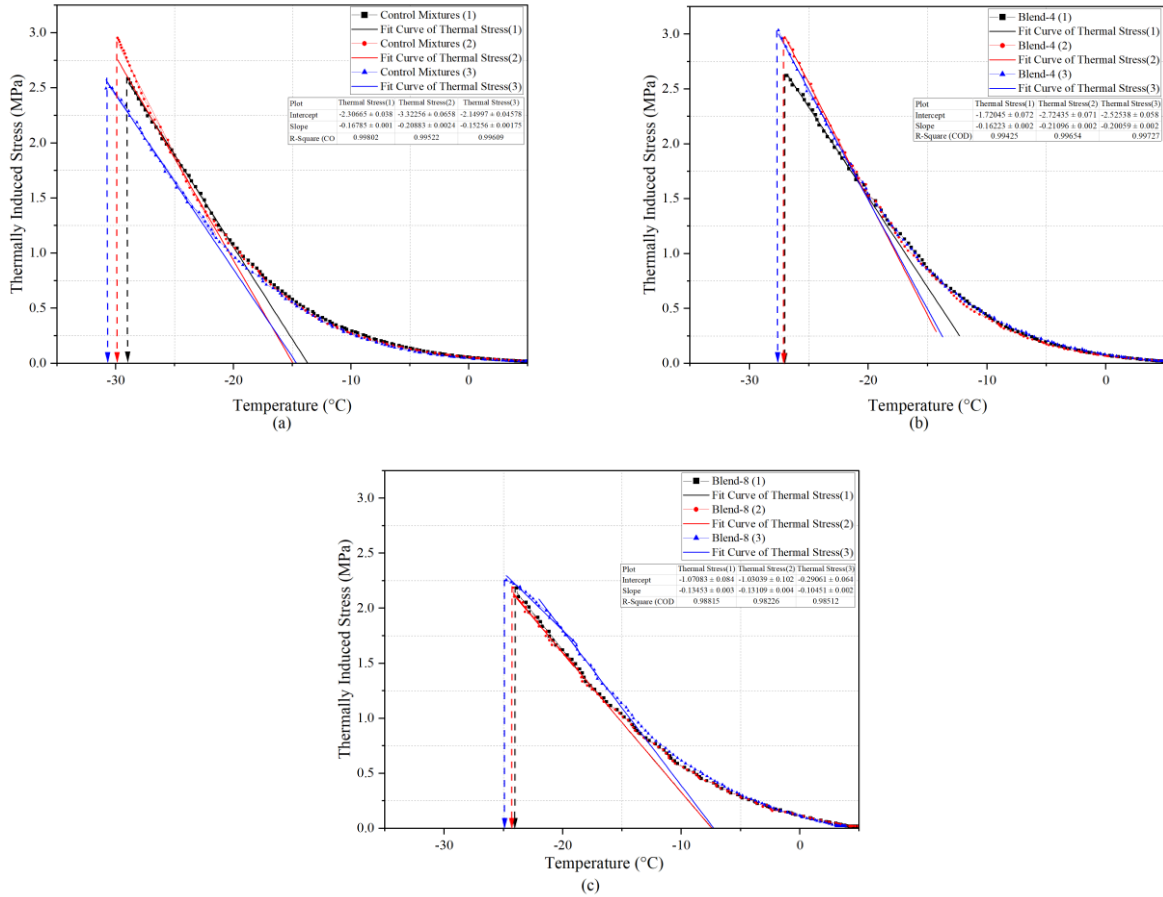 Control Mixtures (1)
Fit Curve of Thermal Stress(1)
Control Mixtures (2)
Fit Curve of Thermal Stress(2)
Control Mixtures (3)
Fit Curve of Thermal Stress(3)
Plot Thermal Stress(1) Thermal Stress(2) Thermal Stress(3)
Intercept -2.30665 ± 0.038 -3.32256 ± 0.0658 -2.14997 ± 0.04578
Slope -0.16785 ± 0.001 -0.20883 ± 0.0024 -0.15256 ± 0.00175
R-Square (CO 0.99802 0.99522 0.99609
Thermally Induced Stress (MPa)
3.0
2.5
2.0
1.5
1.0
0.5
0.0
-30 -20 -10 0
Temperature (°C)
(a)
Blend-4 (1)
Fit Curve of Thermal Stress(1)
Blend-4 (2)
Fit Curve of Thermal Stress(2)
Blend-4 (3)
Fit Curve of Thermal Stress(3)
Plot Thermal Stress(1) Thermal Stress(2) Thermal Stress(3)
Intercept -1.72045 ± 0.072 -2.72435 ± 0.071 -2.52538 ± 0.058
Slope -0.16223 ± 0.002 -0.21096 ± 0.002 -0.20059 ± 0.002
R-Square (COD) 0.99425 0.99654 0.99727
Thermally Induced Stress (MPa)
3.0
2.5
2.0
1.5
1.0
0.5
0.0
-30 -20 -10 0
Temperature (°C)
(b)
Blend-8 (1)
Fit Curve of Thermal Stress(1)
Blend-8 (2)
Fit Curve of Thermal Stress(2)
Blend-8 (3)
Fit Curve of Thermal Stress(3)
Plot Thermal Stress(1) Thermal Stress(2) Thermal Stress(3)
Intercept -1.07083 ± 0.084 -1.03039 ± 0.102 -0.29061 ± 0.064
Slope -0.13453 ± 0.003 -0.13109 ± 0.004 -0.10451 ± 0.002
R-Square (COD 0.98815 0.98226 0.98512
Thermally Induced Stress (MPa)
3.0
2.5
2.0
1.5
1.0
0.5
0.0
-30 -20 -10 0
Temperature (°C)
(c)